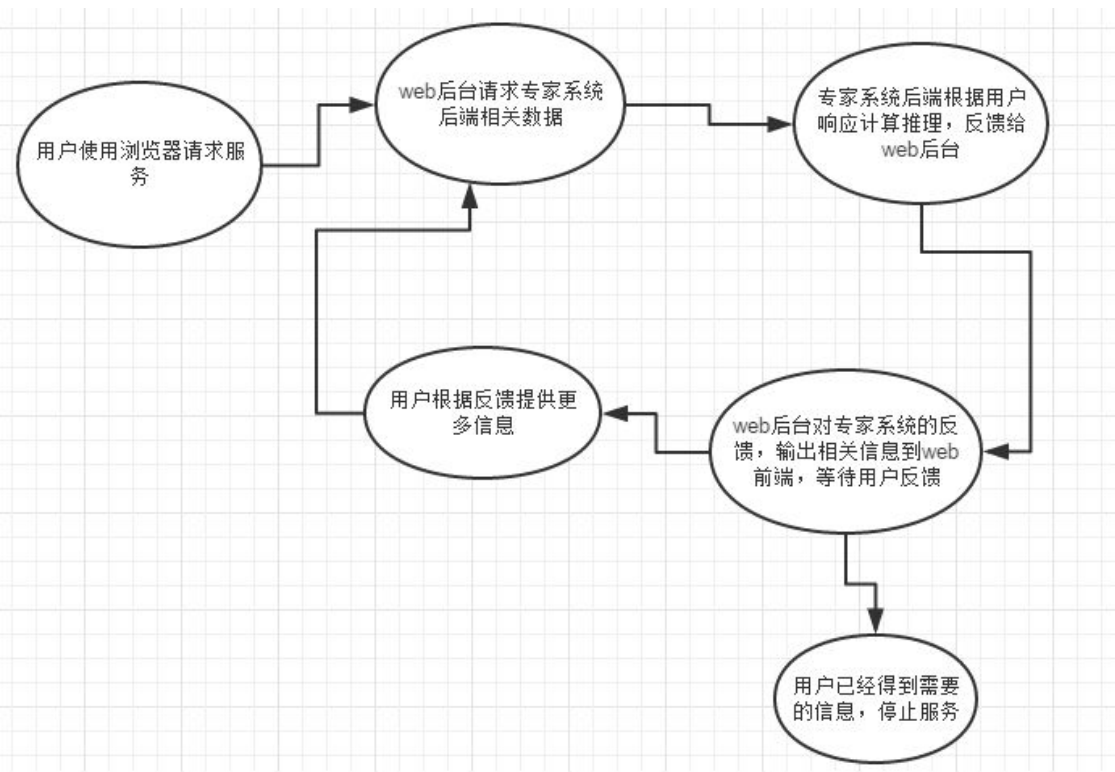 用户使用浏览器请求服
务
web后台请求专家系统
后端相关数据
专家系统后端根据用户
响应计算推理，反馈给
web后台
用户根据反馈提供更
多信息
web后台对专家系统的反
馈，输出相关信息到web
前端，等待用户反馈
用户已经得到需要
的信息，停止服务